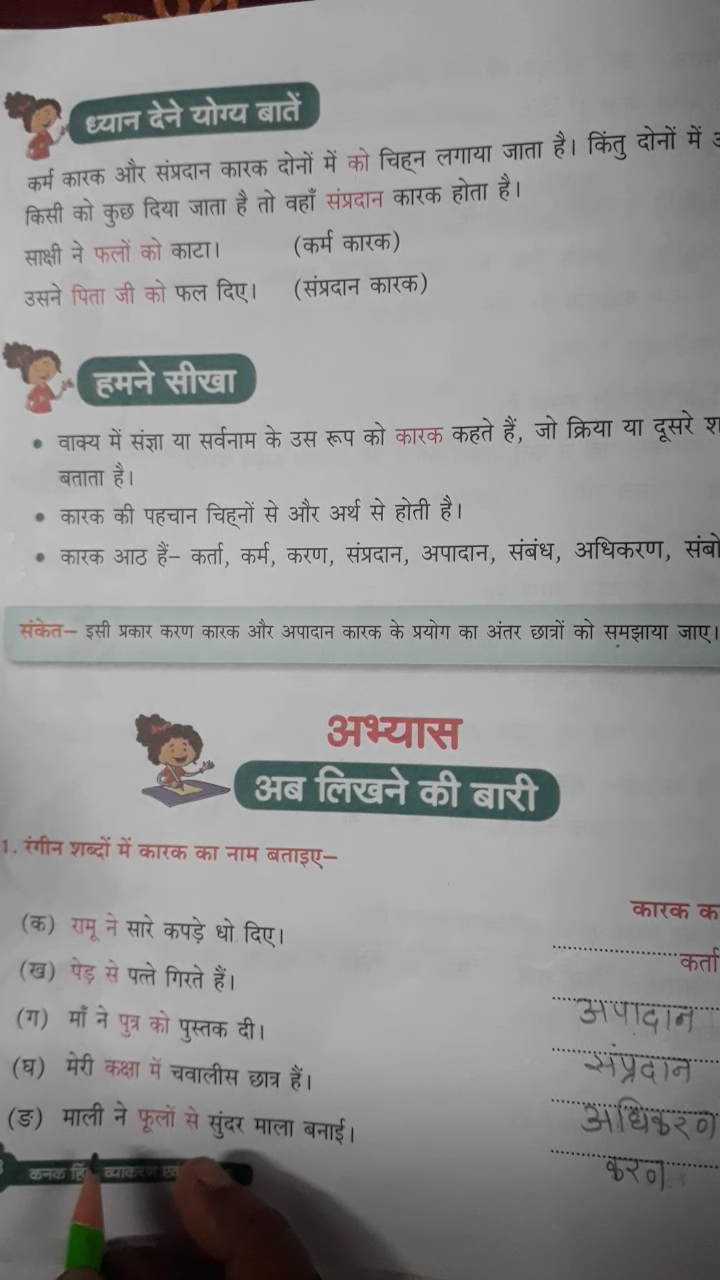 ध्यान देने योग्य बातें
कर्म कारक और संप्रदान कारक दोनों में को चिह्न लगाया जाता है। किंतु दोनों में
किसी को कुछ दिया जाता है तो वहाँ संप्रदान कारक होता है।
साक्षी ने फलों को काटा। (कर्म कारक)
उसने पिता जी को फल दिए। (संप्रदान कारक)
हमने सीखा
• वाक्य में संज्ञा या सर्वनाम के उस रूप को कारक कहते हैं, जो क्रिया या दूसरे
बताता है।
• कारक की पहचान चिह्नों से और अर्थ से होती है।
• कारक आठ हैं– कर्ता, कर्म, करण, संप्रदान, अपादान, संबंध, अधिकरण,
संकेत– इसी प्रकार करण कारक और अपादान कारक के प्रयोग का अंतर छात्रों को समझाया जाए।
अभ्यास
अब लिखने की बारी
1. रंगीन शब्दों में कारक का नाम बताइए–
कारक
(क) रामू ने सारे कपड़े धो दिए। कर्ता
(ख) पेड़ से पत्ते गिरते हैं। अपादान
(ग) माँ ने पुत्र को पुस्तक दी। संप्रदान
(घ) मेरी कक्षा में चवालीस छात्र हैं। अधिकरण
(ङ) माली ने फूलों से सुंदर माला बनाई। करण
कनक व्याकरण